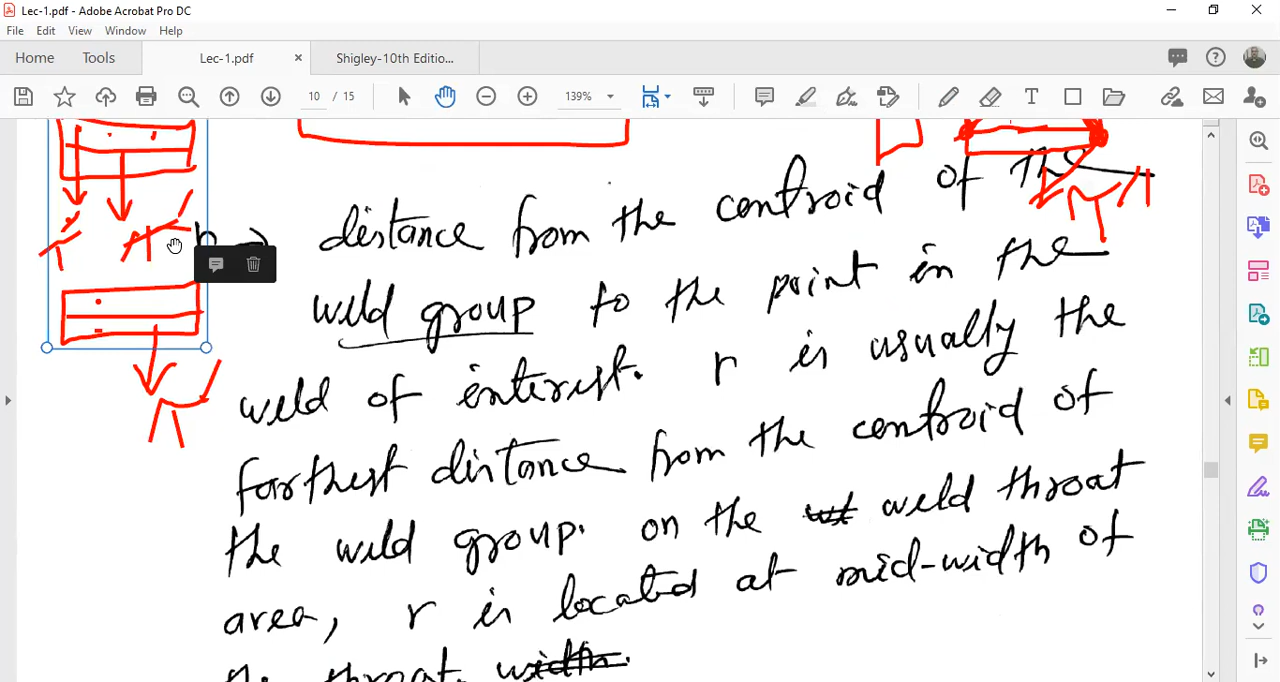 Lec-1.pdf - Adobe Acrobat Pro DC
File Edit View Window Help
Home Tools Lec-1.pdf × Shigley-10th Editio...
10 / 15 139%
r → distance from the centroid of the
weld group to the point in the
weld of interest. r is usually the
farthest distance from the centroid of
the weld group. on the weld throat
area, r is located at mid-width of
the throat width.